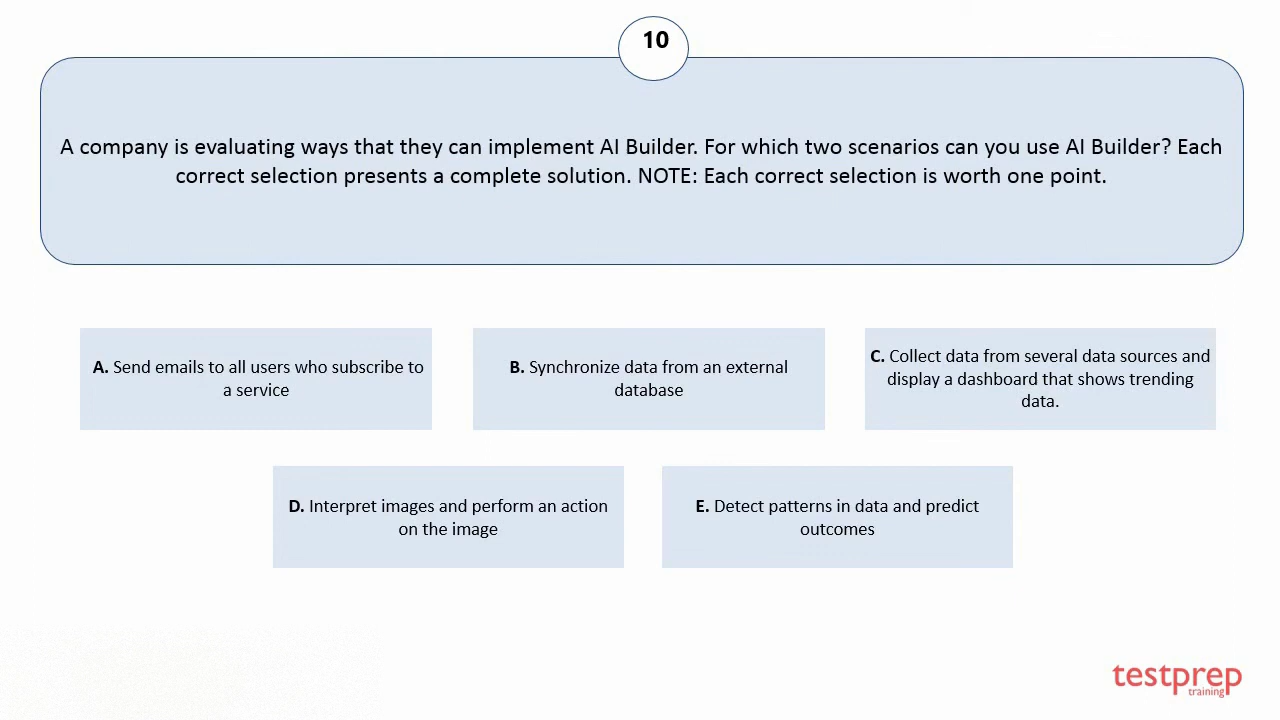 10
A company is evaluating ways that they can implement AI Builder. For which two scenarios can you use AI Builder? Each
correct selection presents a complete solution. NOTE: Each correct selection is worth one point.
A. Send emails to all users who subscribe to
a service
B. Synchronize data from an external
database
C. Collect data from several data sources and
display a dashboard that shows trending
data.
D. Interpret images and perform an action
on the image
E. Detect patterns in data and predict
outcomes
testprep
training